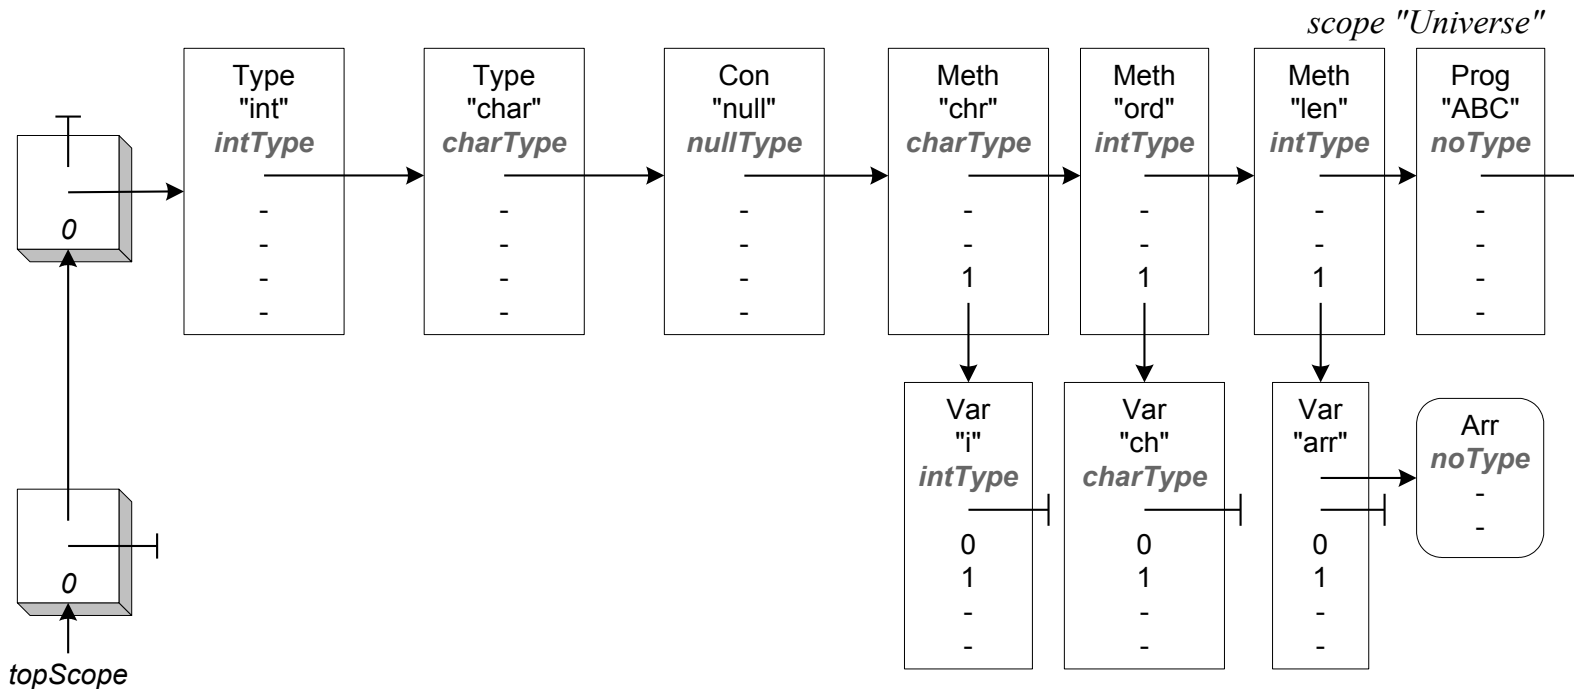 scope "Universe"
Type
"int"
intType
-
-
-
-
Type
"char"
charType
-
-
-
-
Con
"null"
nullType
-
-
-
-
Meth
"chr"
charType
-
-
1
Meth
"ord"
intType
-
-
1
Meth
"len"
intType
-
-
1
Prog
"ABC"
noType
-
-
-
-
0
Var
"i"
intType
0
1
-
-
Var
"ch"
charType
0
1
-
-
Var
"arr"
0
1
-
-
Arr
noType
-
-
0
topScope